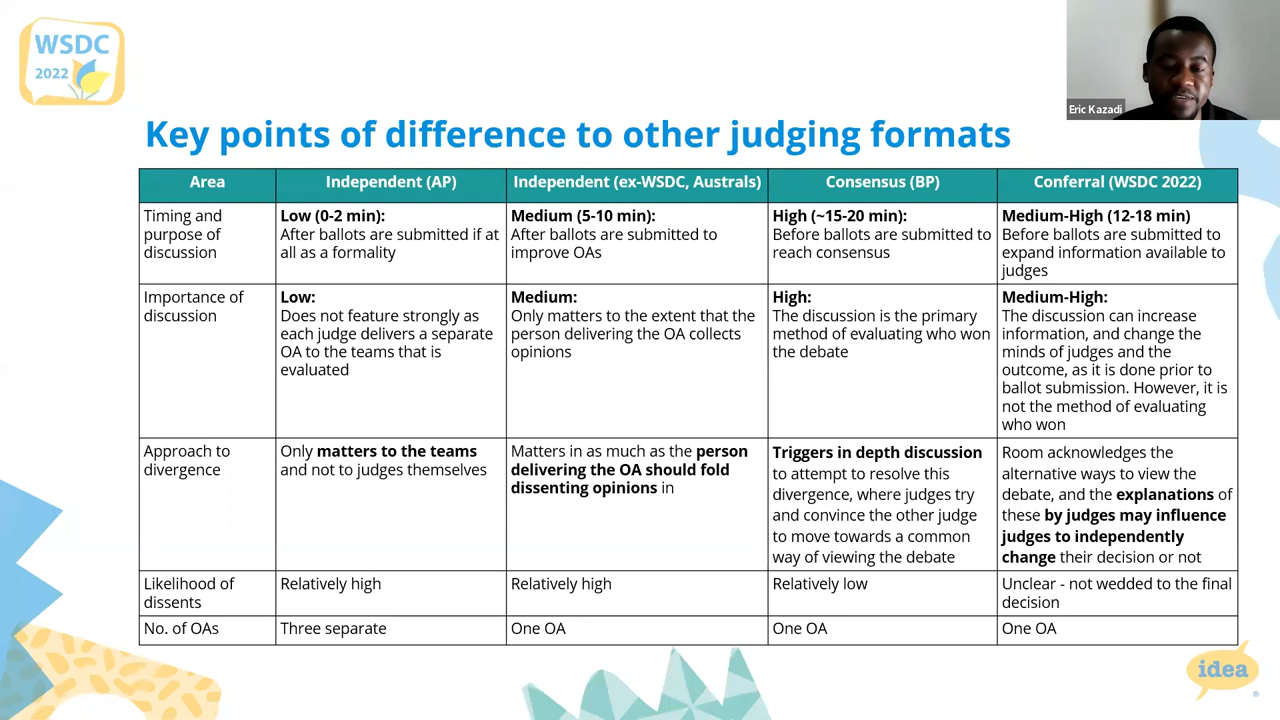 WSDC
2022
Eric Kazadi
Key points of difference to other judging formats
Area
Independent (AP)
Independent (ex-WSDC, Australs)
Consensus (BP)
Conferral (WSDC 2022)
Timing and
purpose of
discussion
Low (0-2 min):
After ballots are submitted if at
all as a formality
Medium (5-10 min):
After ballots are submitted to
improve OAs
High (~15-20 min):
Before ballots are submitted to
reach consensus
Medium-High (12-18 min)
Before ballots are submitted to
expand information available to
judges
Importance of
discussion
Low:
Does not feature strongly as
each judge delivers a separate
OA to the teams that is
evaluated
Medium:
Only matters to the extent that the
person delivering the OA collects
opinions
High:
The discussion is the primary
method of evaluating who won
the debate
Medium-High:
The discussion can increase
information, and change the
minds of judges and the
outcome, as it is done prior to
ballot submission. However, it is
not the method of evaluating
who won
Approach to
divergence
Only matters to the teams
and not to judges themselves
Matters in as much as the person
delivering the OA should fold
dissenting opinions in
Triggers in depth discussion
to attempt to resolve this
divergence, where judges try
and convince the other judge
to move towards a common
way of viewing the debate
Room acknowledges the
alternative ways to view the
debate, and the explanations of
these by judges may influence
judges to independently
change their decision or not
Likelihood of
dissents
Relatively high
Relatively high
Relatively low
Unclear - not wedded to the final
decision
No. of OAs
Three separate
One OA
One OA
One OA
idea
®